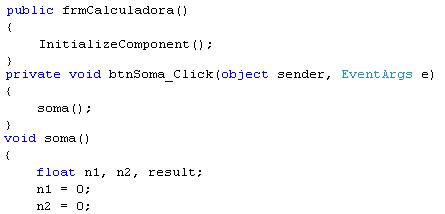 public frmCalculadora()
{
InitializeComponent();
}
private void btnSoma_Click(object sender, EventArgs e)
{
soma();
}
void soma()
{
float n1, n2, result;
n1 = 0;
n2 = 0;